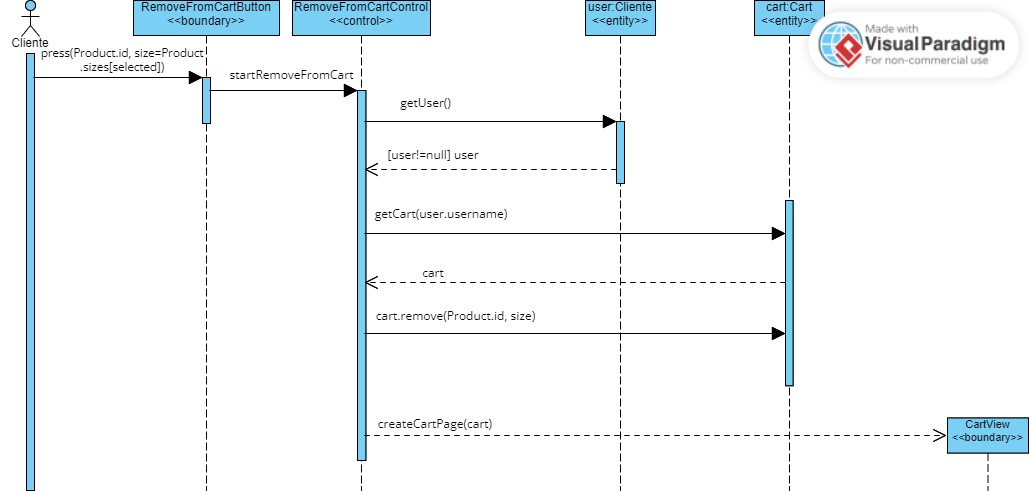 RemoveFromCartButton
<<boundary>>
RemoveFromCartControl
<<control>>
user:Cliente
<<entity>>
cart:Cart
<<entity>>
Made with
VisualParadigm
For non-commercial use
Cliente
press(Product.id, size=Product
.sizes[selected])
startRemoveFromCart
getUser()
[user!=null] user
getCart(user.username)
cart
cart.remove(Product.id, size)
createCartPage(cart)
CartView
<<boundary>>